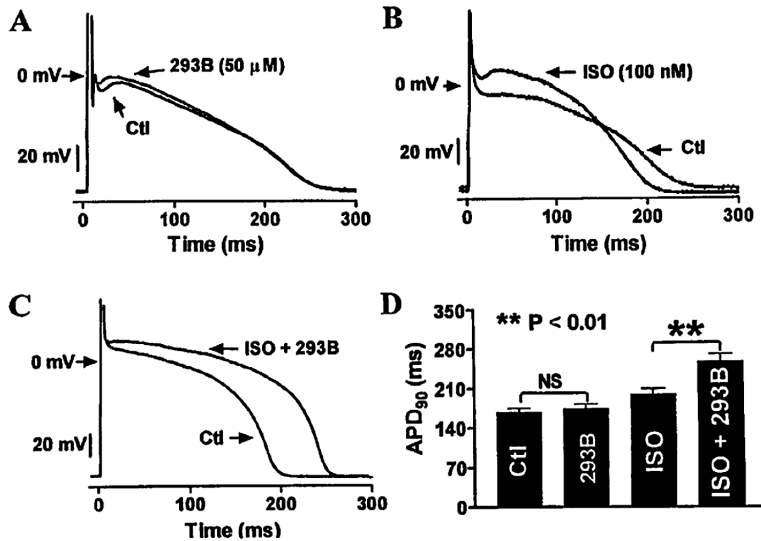 A
0 mV
293B (50 µM)
Ctl
20 mV
0
100
200
300
Time (ms)
B
0 mV
ISO (100 nM)
Ctl
20 mV
0
100
200
300
Time (ms)
C
0 mV
ISO + 293B
Ctl
20 mV
0
100
200
300
Time (ms)
D
** P < 0.01
**
NS
APD90 (ms)
350
280
210
140
70
0
Ctl
293B
ISO
ISO + 293B